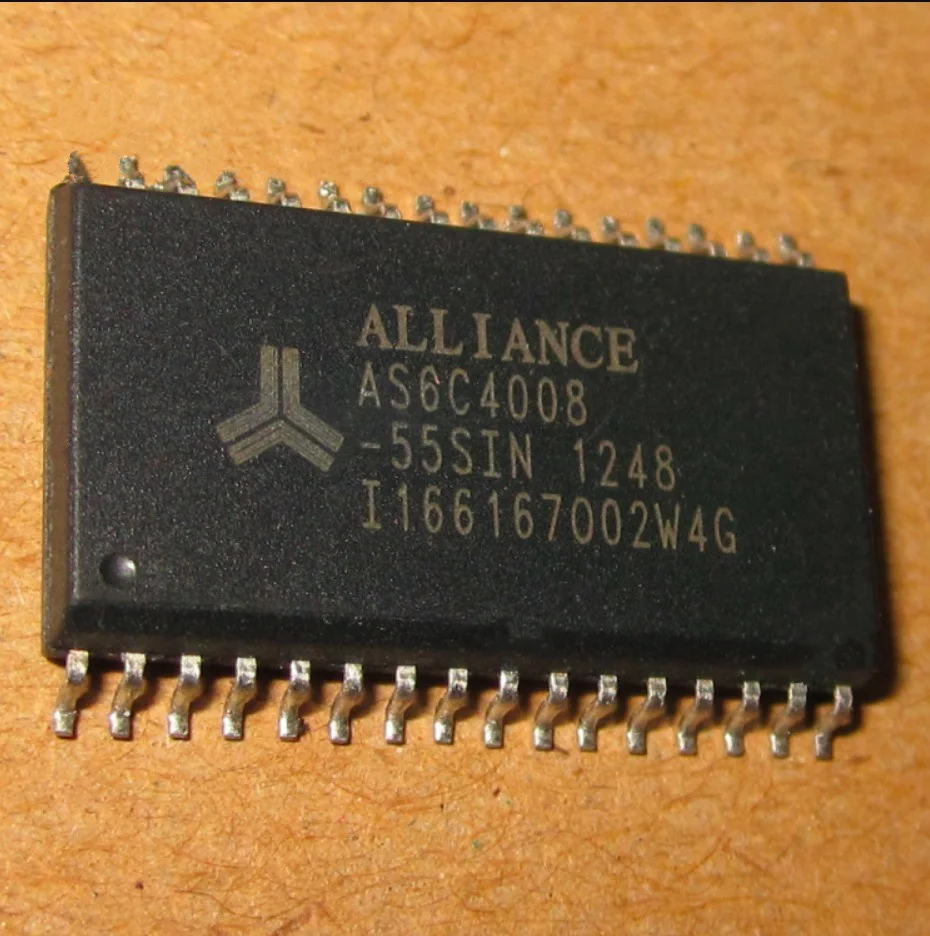 ALLIANCE
AS6C4008
-55SIN 1248
I166167002W4G